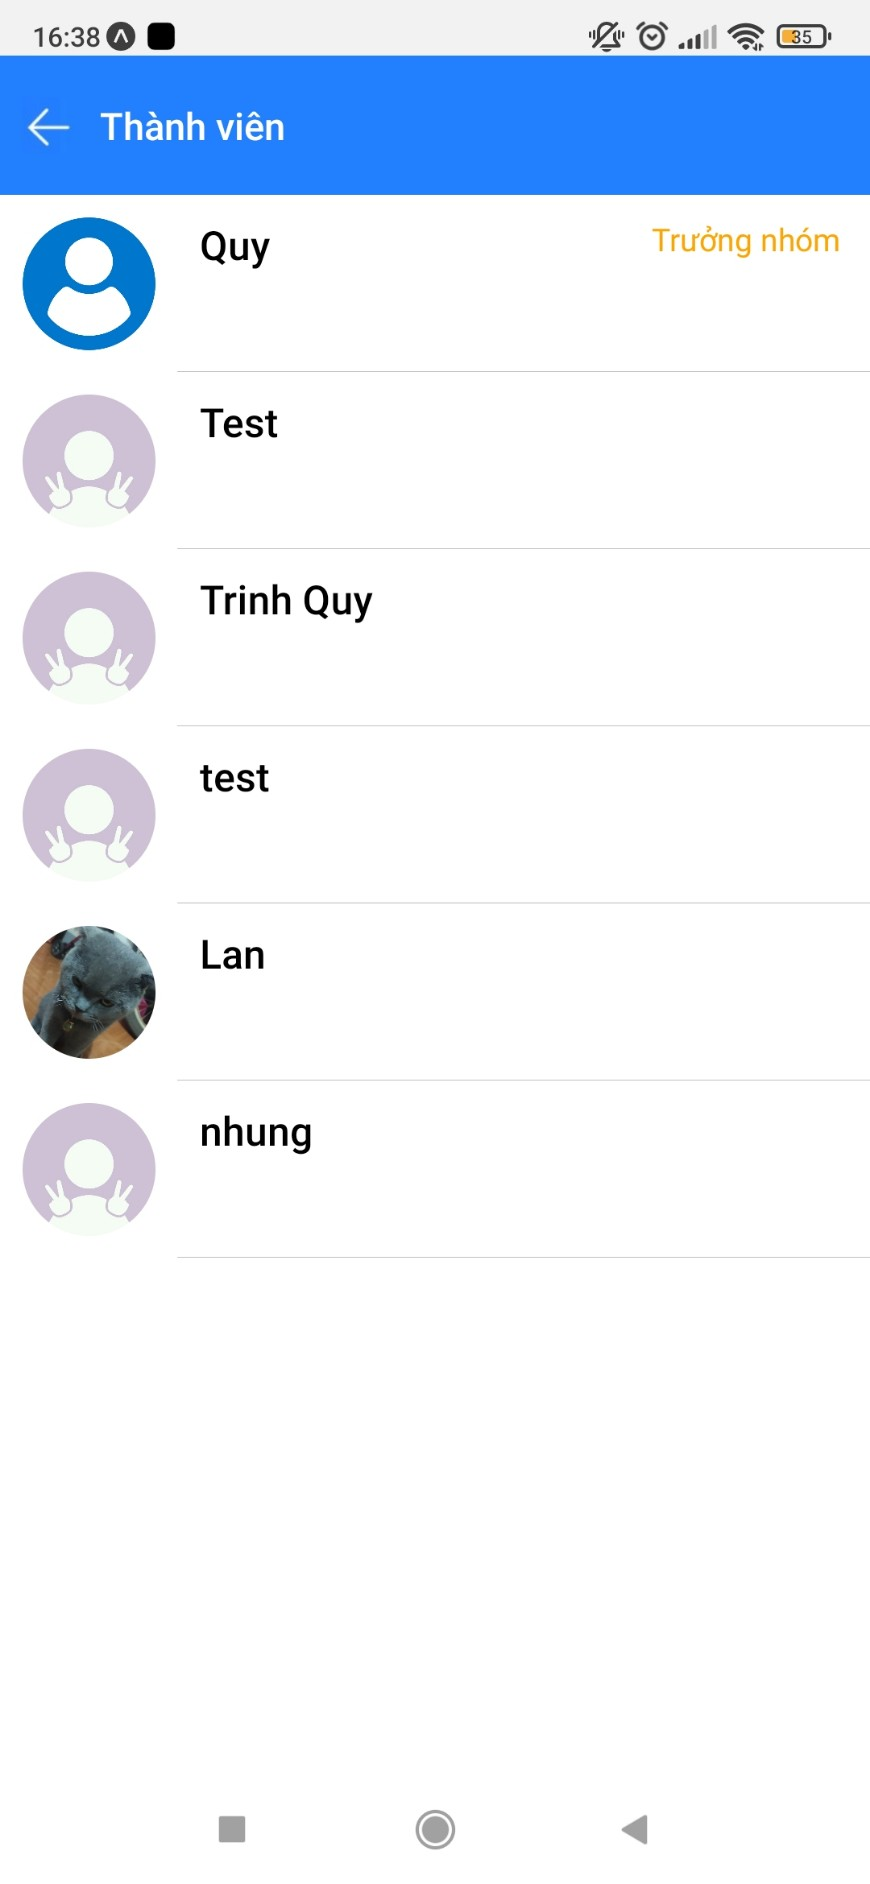 16:38
35
Thành viên
Quy
Trưởng nhóm
Test
Trinh Quy
test
Lan
nhung